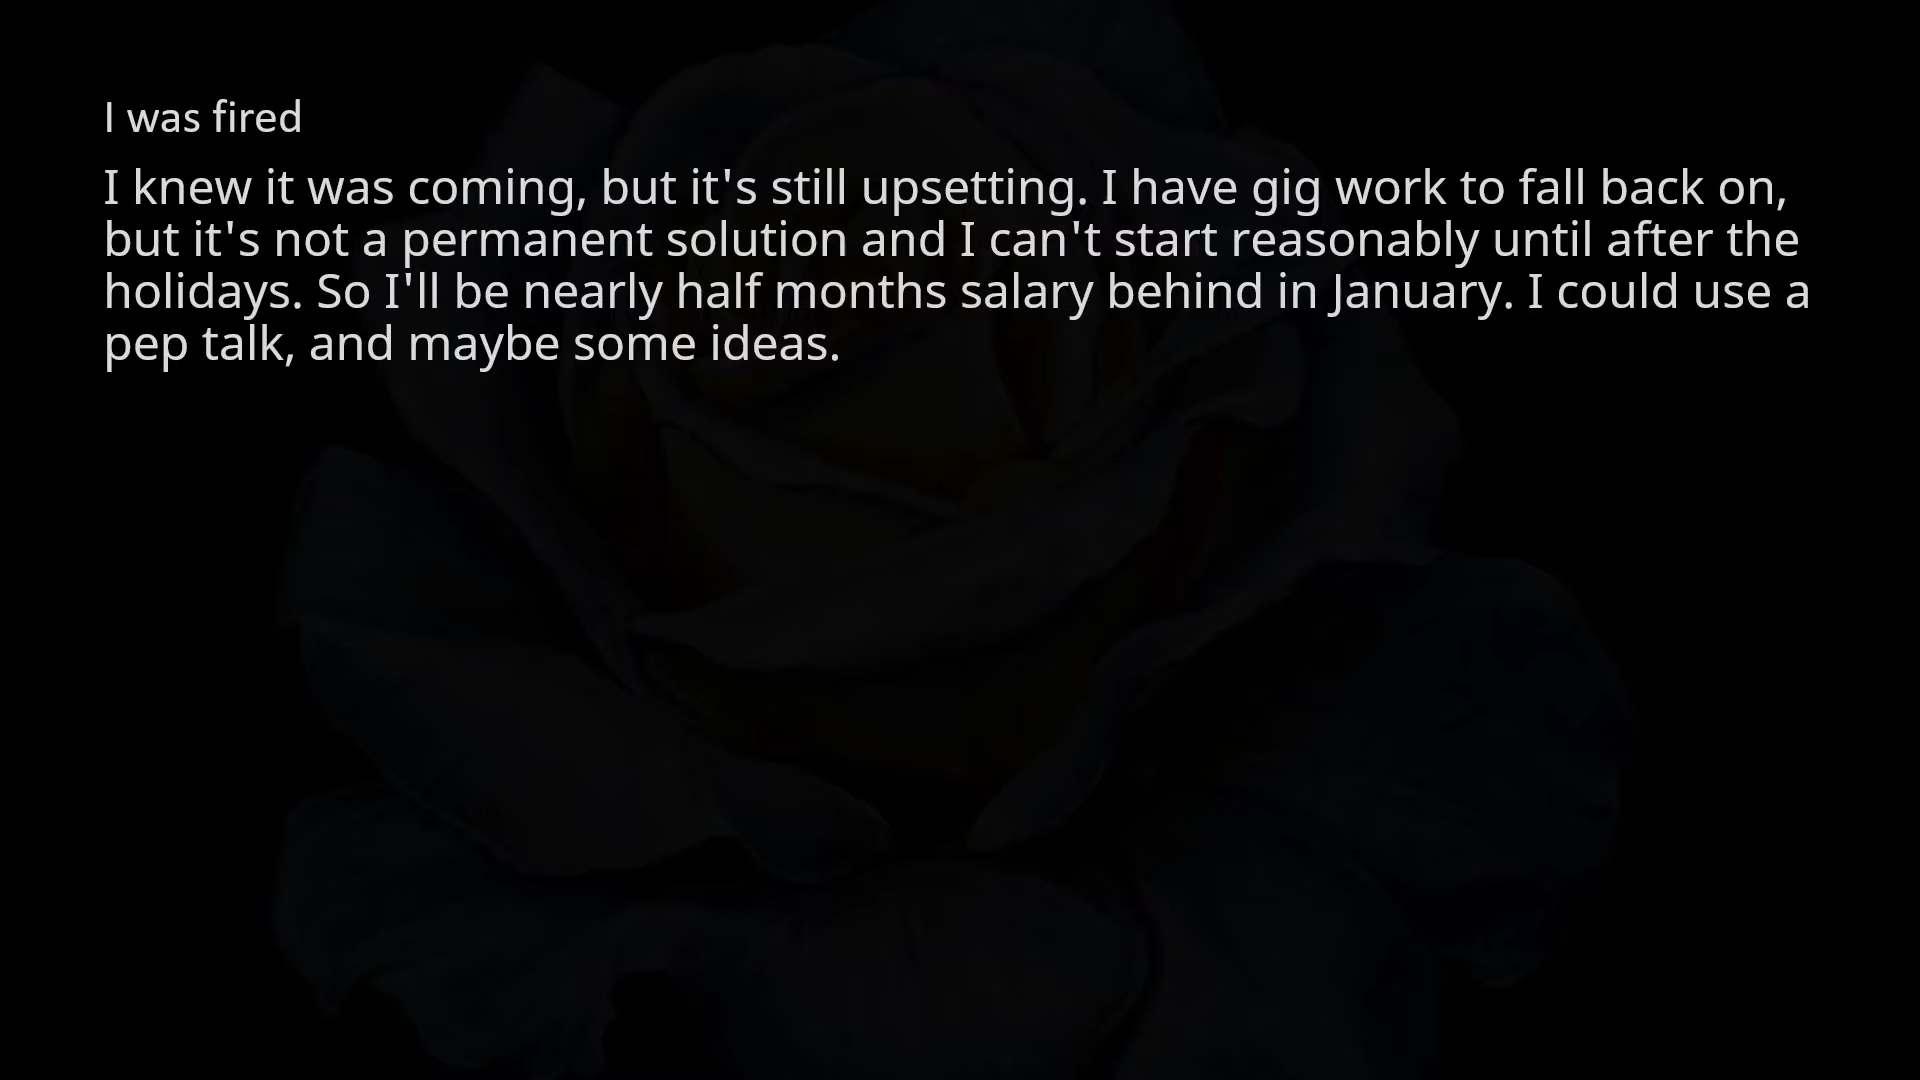 I was fired
I knew it was coming, but it's still upsetting. I have gig work to fall back on,
but it's not a permanent solution and I can't start reasonably until after the
holidays. So I'll be nearly half months salary behind in January. I could use a
pep talk, and maybe some ideas.